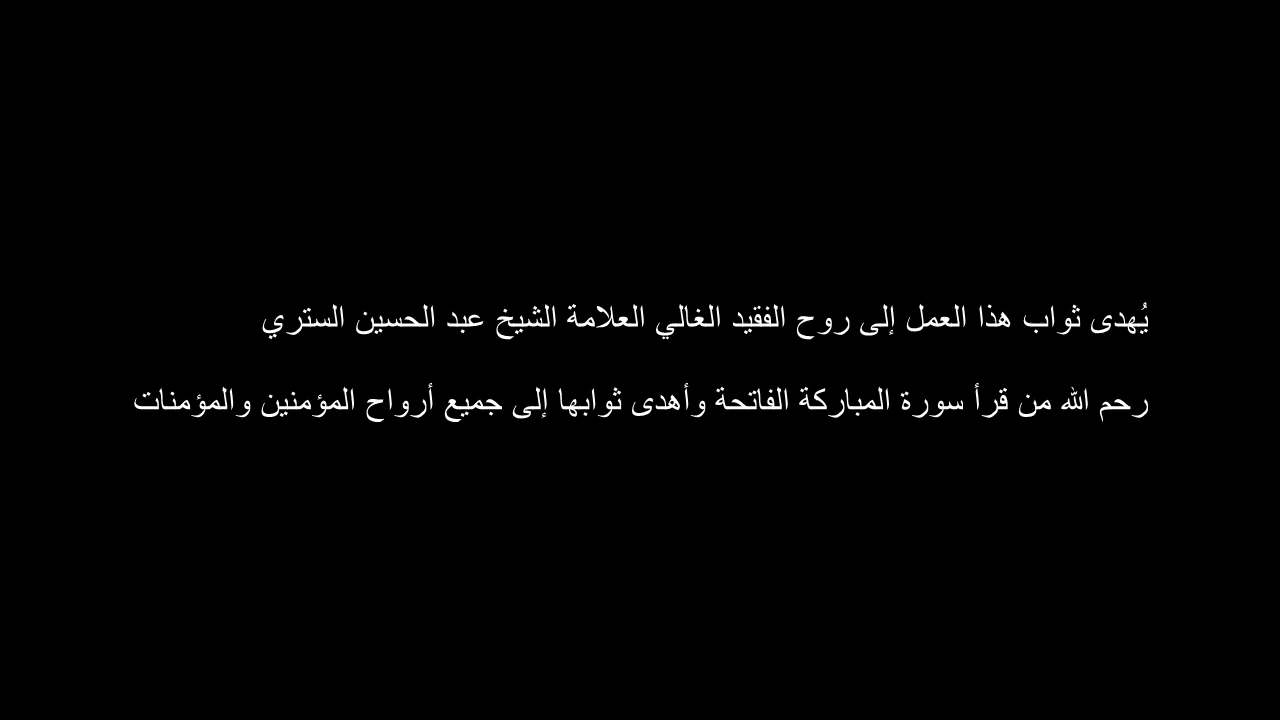 يُهدى ثواب هذا العمل إلى روح الفقيد الغالي العلامة الشيخ عبد الحسين الستري
رحم الله من قرأ سورة المباركة الفاتحة وأهدى ثوابها إلى جميع أرواح المؤمنين والمؤمنات